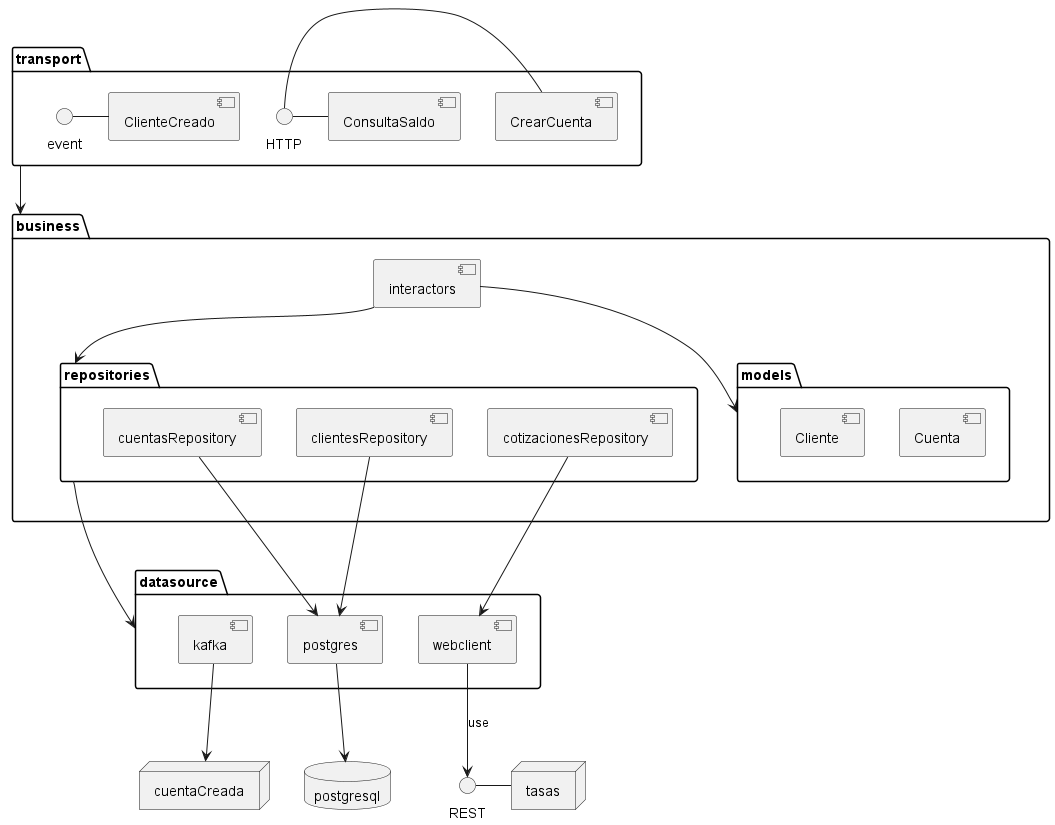 transport
ClienteCreado
ConsultaSaldo
CrearCuenta
event
HTTP
business
interactors
repositories
models
cuentasRepository
clientesRepository
cotizacionesRepository
Cliente
Cuenta
datasource
kafka
postgres
webclient
use
cuentaCreada
postgresql
tasas
REST